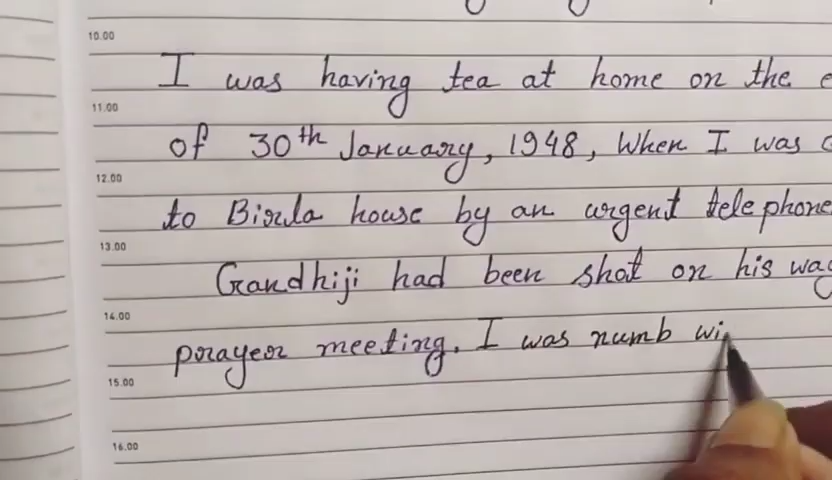 10.00
I was having tea at home on the
11.00
of 30th January, 1948, When I was
12.00
to Birla house by an urgent telephone
13.00
Gandhiji had been shot on his way
14.00
prayer meeting. I was numb wi
15.00
16.00